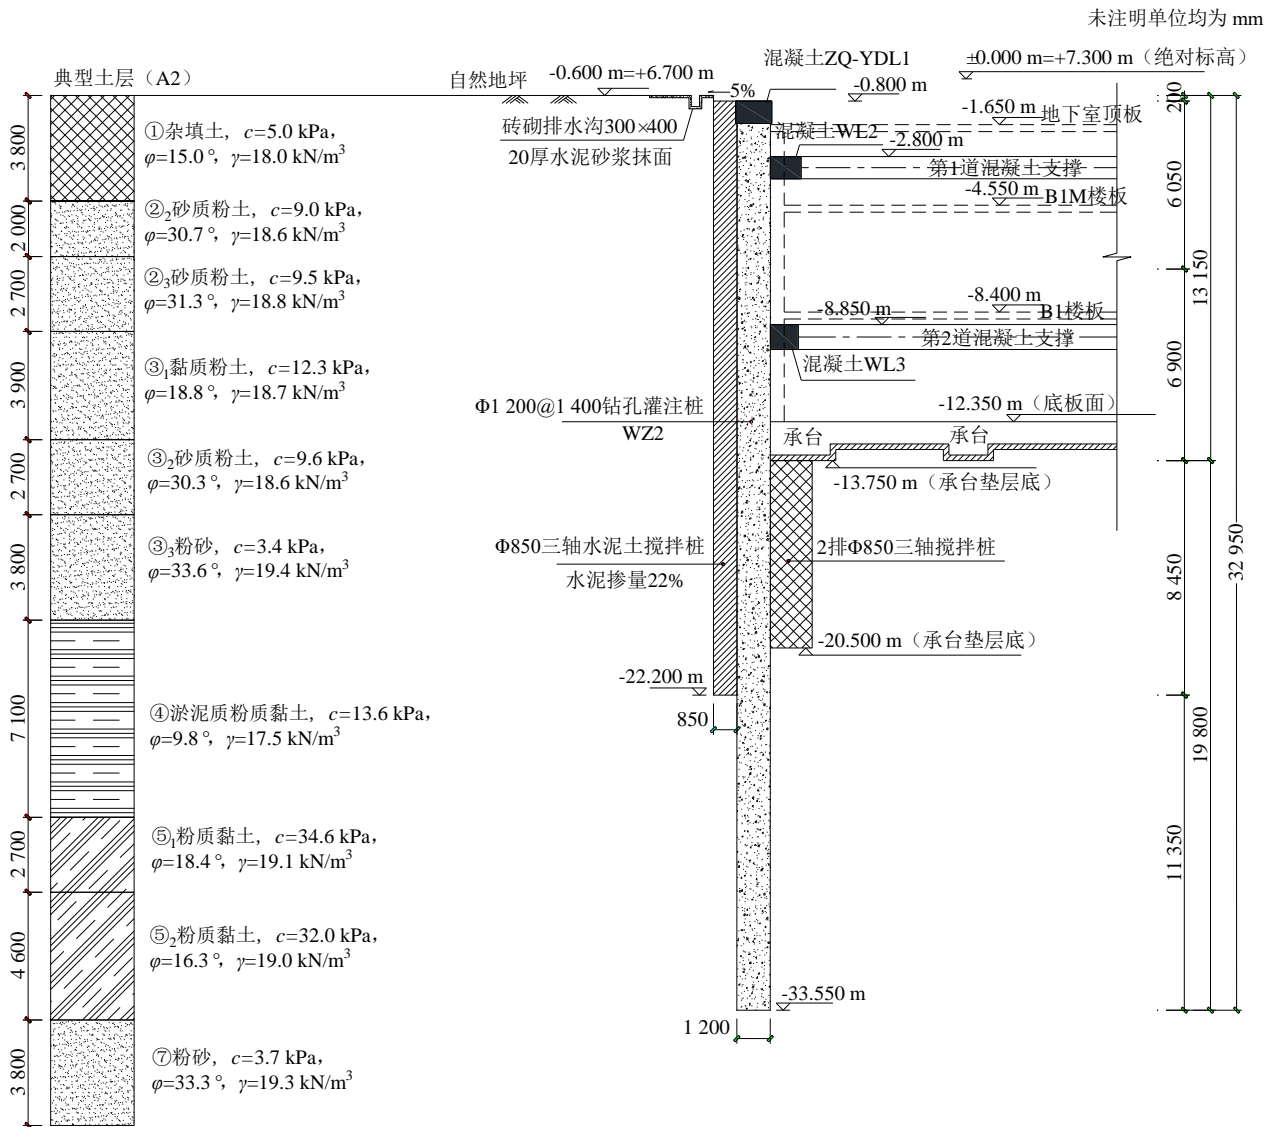 未注明单位均为 mm
±0.000 m=+7.300 m（绝对标高）
典型土层（A2）
自然地坪
-0.600 m=+6.700 m
5%
混凝土ZQ-YDL1
-0.800 m
砖砌排水沟300×400
20厚水泥砂浆抹面
混凝土WL2
-1.650 m
地下室顶板
-2.800 m
第1道混凝土支撑
-4.550 m
B1M楼板
-8.400 m
B1楼板
-8.850 m
第2道混凝土支撑
混凝土WL3
-12.350 m（底板面）
Φ1 200@1 400钻孔灌注桩
WZ2
承台
承台
-13.750 m（承台垫层底）
Φ850三轴水泥土搅拌桩
水泥掺量22%
2排Φ850三轴搅拌桩
-20.500 m（承台垫层底）
-22.200 m
850
-33.550 m
1 200
①杂填土，c=5.0 kPa，
φ=15.0°，γ=18.0 kN/m³
②₂砂质粉土，c=9.0 kPa，
φ=30.7°，γ=18.6 kN/m³
②₃砂质粉土，c=9.5 kPa，
φ=31.3°，γ=18.8 kN/m³
③₁黏质粉土，c=12.3 kPa，
φ=18.8°，γ=18.7 kN/m³
③₂砂质粉土，c=9.6 kPa，
φ=30.3°，γ=18.6 kN/m³
③₃粉砂，c=3.4 kPa，
φ=33.6°，γ=19.4 kN/m³
④淤泥质粉质黏土，c=13.6 kPa，
φ=9.8°，γ=17.5 kN/m³
⑤₁粉质黏土，c=34.6 kPa，
φ=18.4°，γ=19.1 kN/m³
⑤₂粉质黏土，c=32.0 kPa，
φ=16.3°，γ=19.0 kN/m³
⑦粉砂，c=3.7 kPa，
φ=33.3°，γ=19.3 kN/m³
3 800
2 000
2 700
3 900
2 700
3 800
7 100
2 700
4 600
3 800
200
6 050
6 900
8 450
11 350
13 150
19 800
32 950